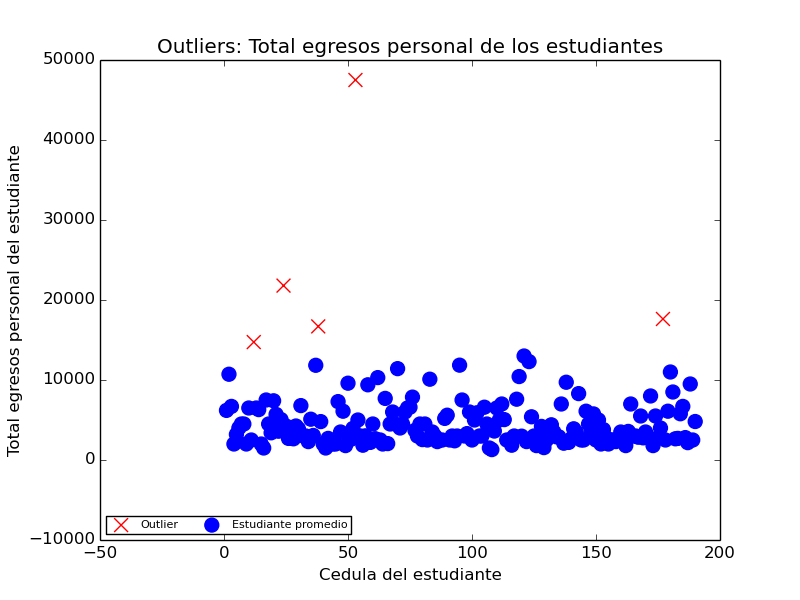 Outliers: Total egresos personal de los estudiantes
Total egresos personal del estudiante
50000
40000
30000
20000
10000
0
−10000
Outlier Estudiante promedio
−50 0 50 100 150 200
Cedula del estudiante